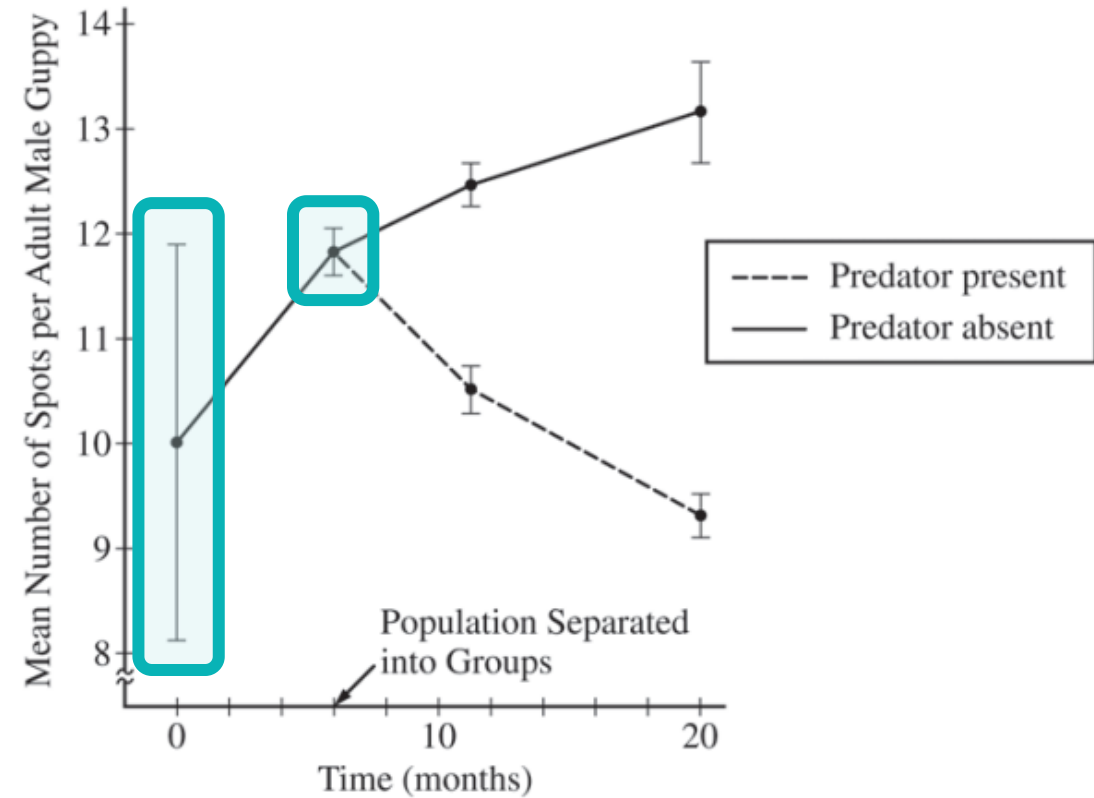 Mean Number of Spots per Adult Male Guppy
14
13
12
11
10
9
8
Predator present
Predator absent
Population Separated
into Groups
0
10
20
Time (months)